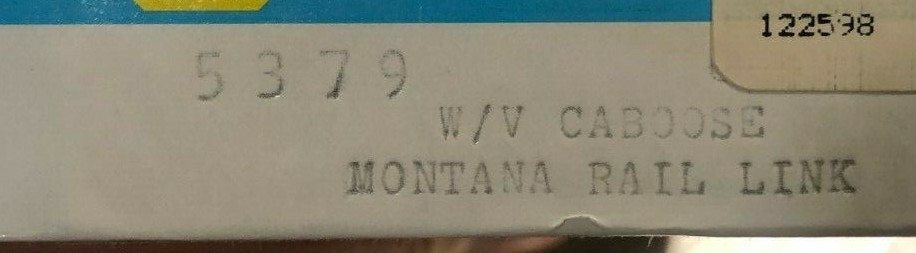 122598
5379
W/V CABOOSE
MONTANA RAIL LINK